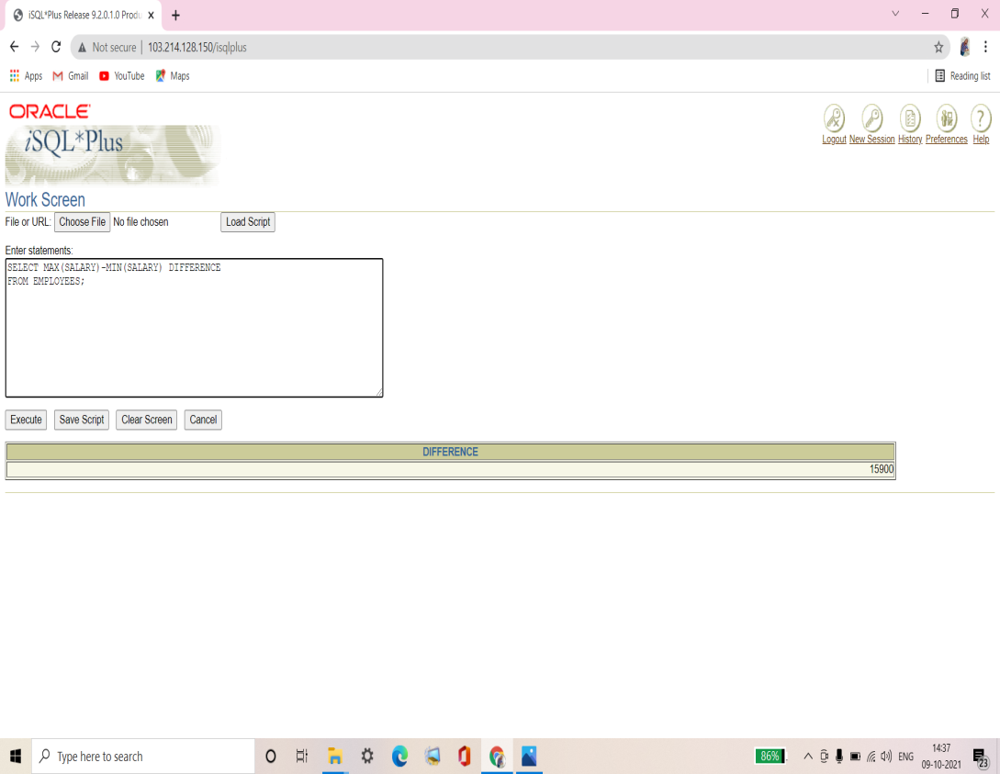 iSQL*Plus Release 9.2.0.1.0 Produ
Not secure | 103.214.128.150/isqlplus
Apps Gmail YouTube Maps Reading list
ORACLE
iSQL*Plus
Logout New Session History Preferences Help
Work Screen
File or URL: Choose File No file chosen Load Script
Enter statements:
SELECT MAX(SALARY)-MIN(SALARY) DIFFERENCE
FROM EMPLOYEES;
Execute Save Script Clear Screen Cancel
DIFFERENCE
15900
Type here to search
86%
ENG
14:37
09-10-2021
23